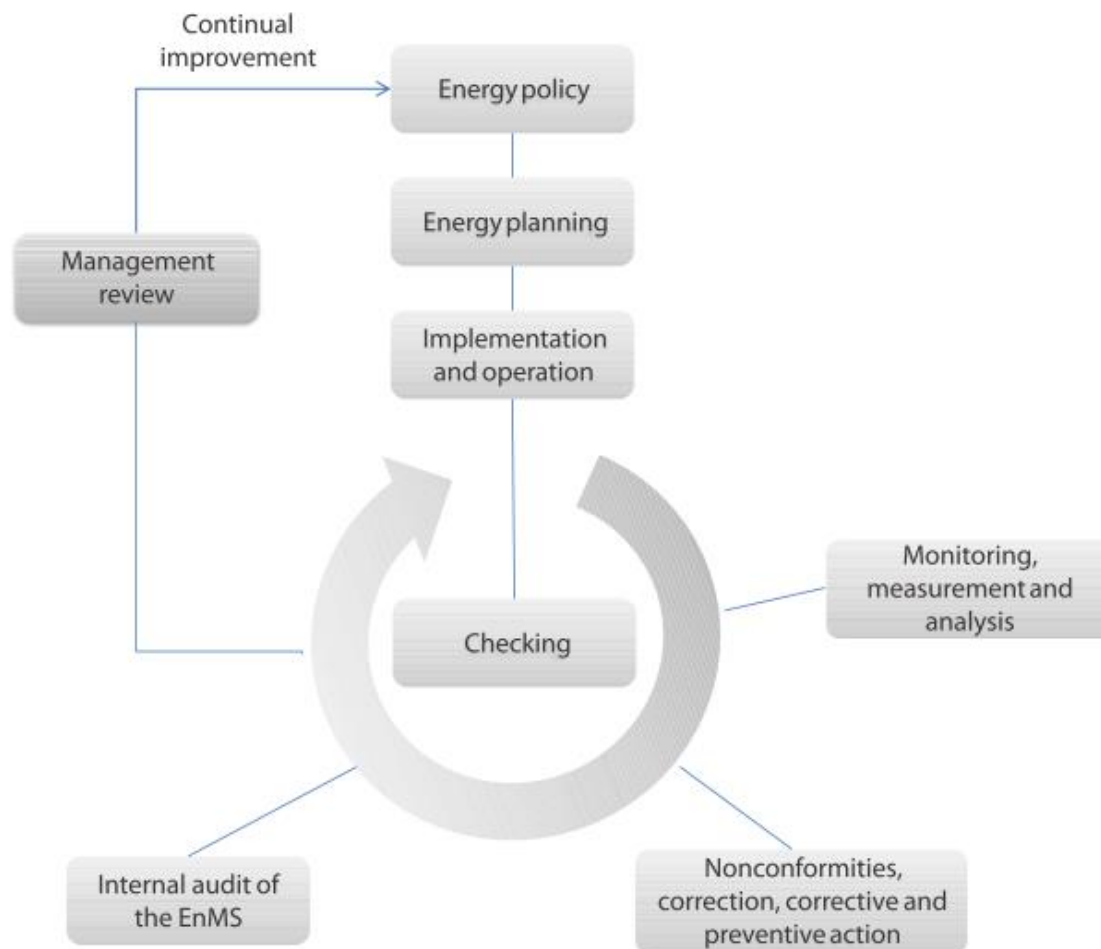 Continual
improvement
Energy policy
Energy planning
Management
review
Implementation
and operation
Monitoring,
measurement and
analysis
Checking
Internal audit of
the EnMS
Nonconformities,
correction, corrective and
preventive action